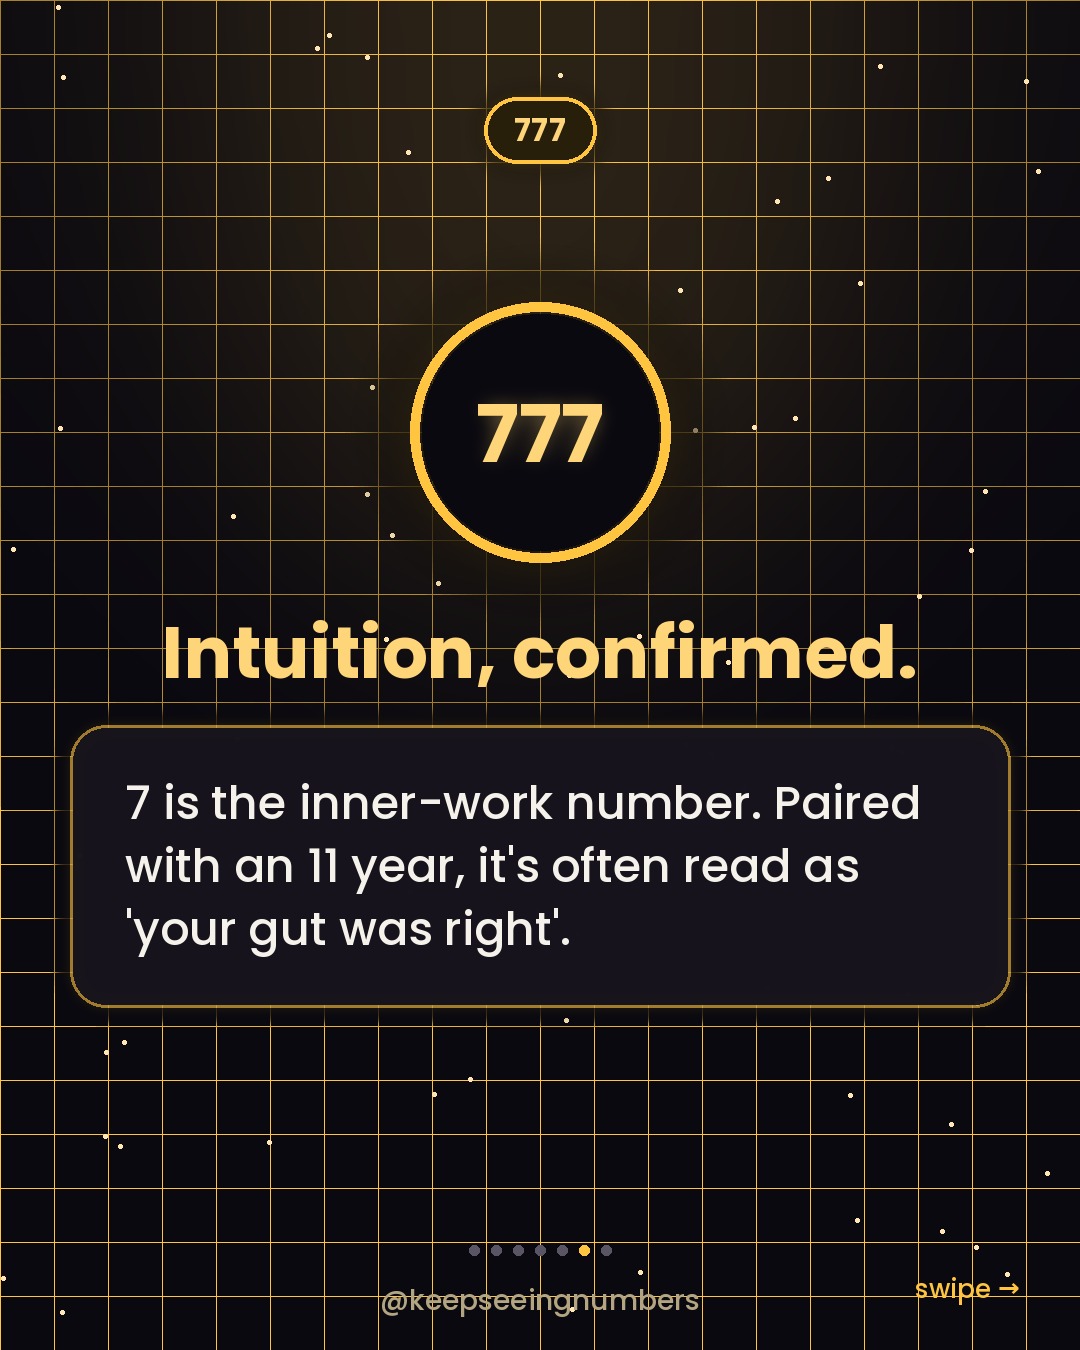 777
777
Intuition, confirmed.
7 is the inner-work number. Paired
with an 11 year, it's often read as
'your gut was right'.
@keepseeingnumbers
swipe →